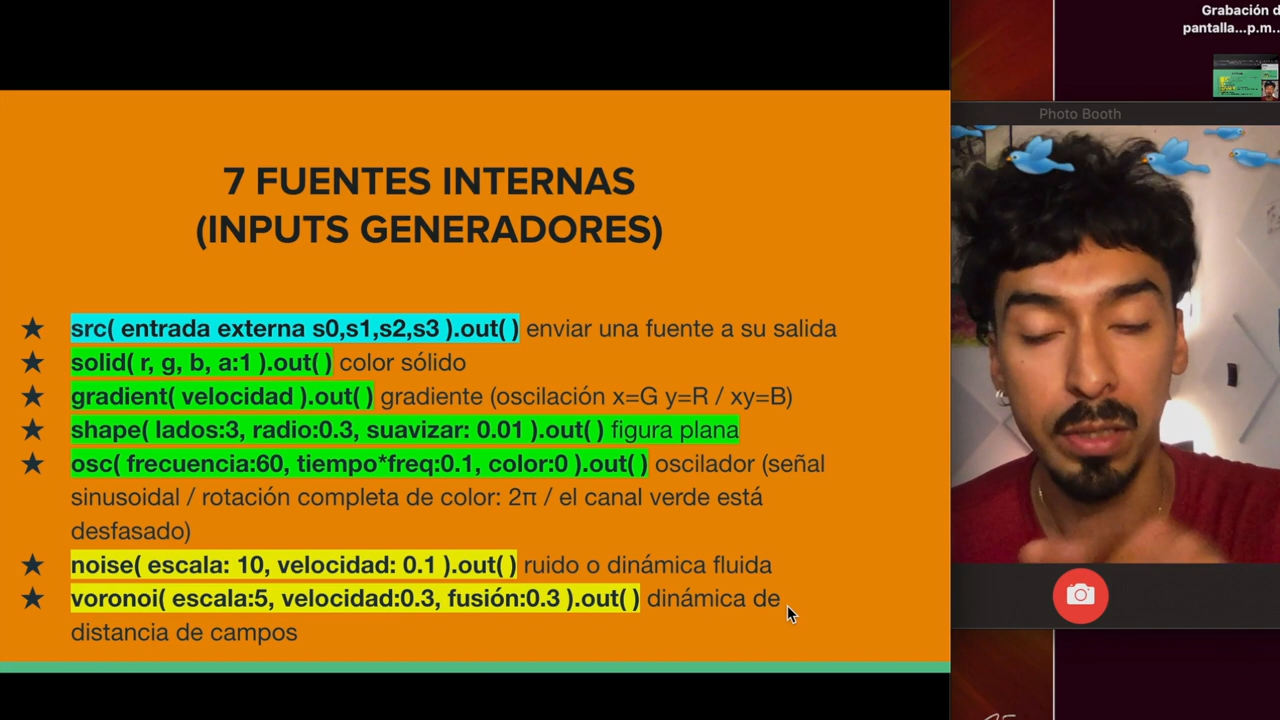 Grabación d
pantalla...p.m...
Photo Booth
7 FUENTES INTERNAS
(INPUTS GENERADORES)
★ src( entrada externa s0,s1,s2,s3 ).out( ) enviar una fuente a su salida
★ solid( r, g, b, a:1 ).out( ) color sólido
★ gradient( velocidad ).out( ) gradiente (oscilación x=G y=R / xy=B)
★ shape( lados:3, radio:0.3, suavizar: 0.01 ).out( ) figura plana
★ osc( frecuencia:60, tiempo*freq:0.1, color:0 ).out( ) oscilador (señal
sinusoidal / rotación completa de color: 2π / el canal verde está
desfasado)
★ noise( escala: 10, velocidad: 0.1 ).out( ) ruido o dinámica fluida
★ voronoi( escala:5, velocidad:0.3, fusión:0.3 ).out( ) dinámica de
distancia de campos